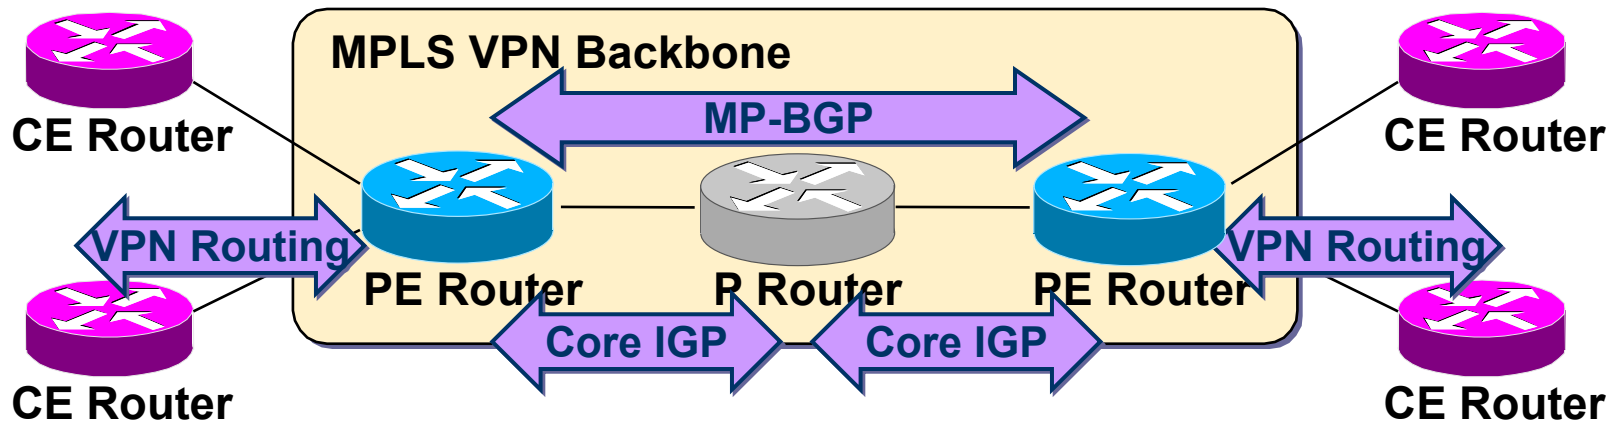 MPLS VPN Backbone
MP-BGP
CE Router
CE Router
VPN Routing
VPN Routing
PE Router
P Router
PE Router
Core IGP
Core IGP
CE Router
CE Router